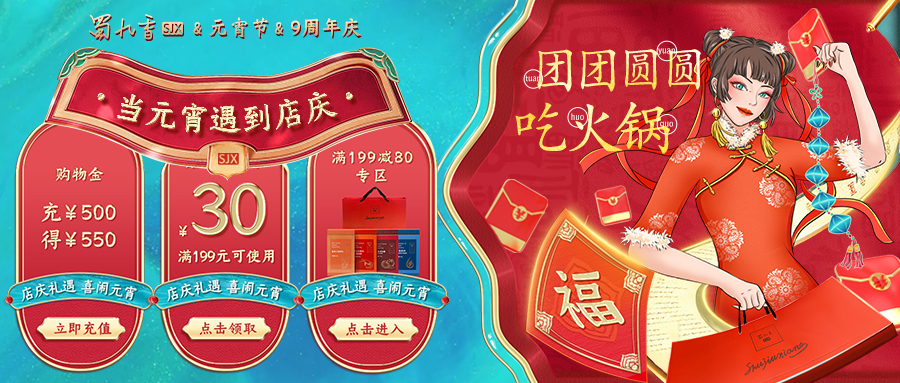 蜀九香 SJX & 元宵节 & 9周年庆
当元宵遇到店庆
SJX
购物金
充￥500
得￥550
店庆礼遇 喜闹元宵
立即充值
￥30
满199元可使用
店庆礼遇 喜闹元宵
点击领取
满199减80
专区
店庆礼遇 喜闹元宵
点击进入
tuan yuan
团团圆圆
huo guo
吃火锅
福
Shujiuxiang